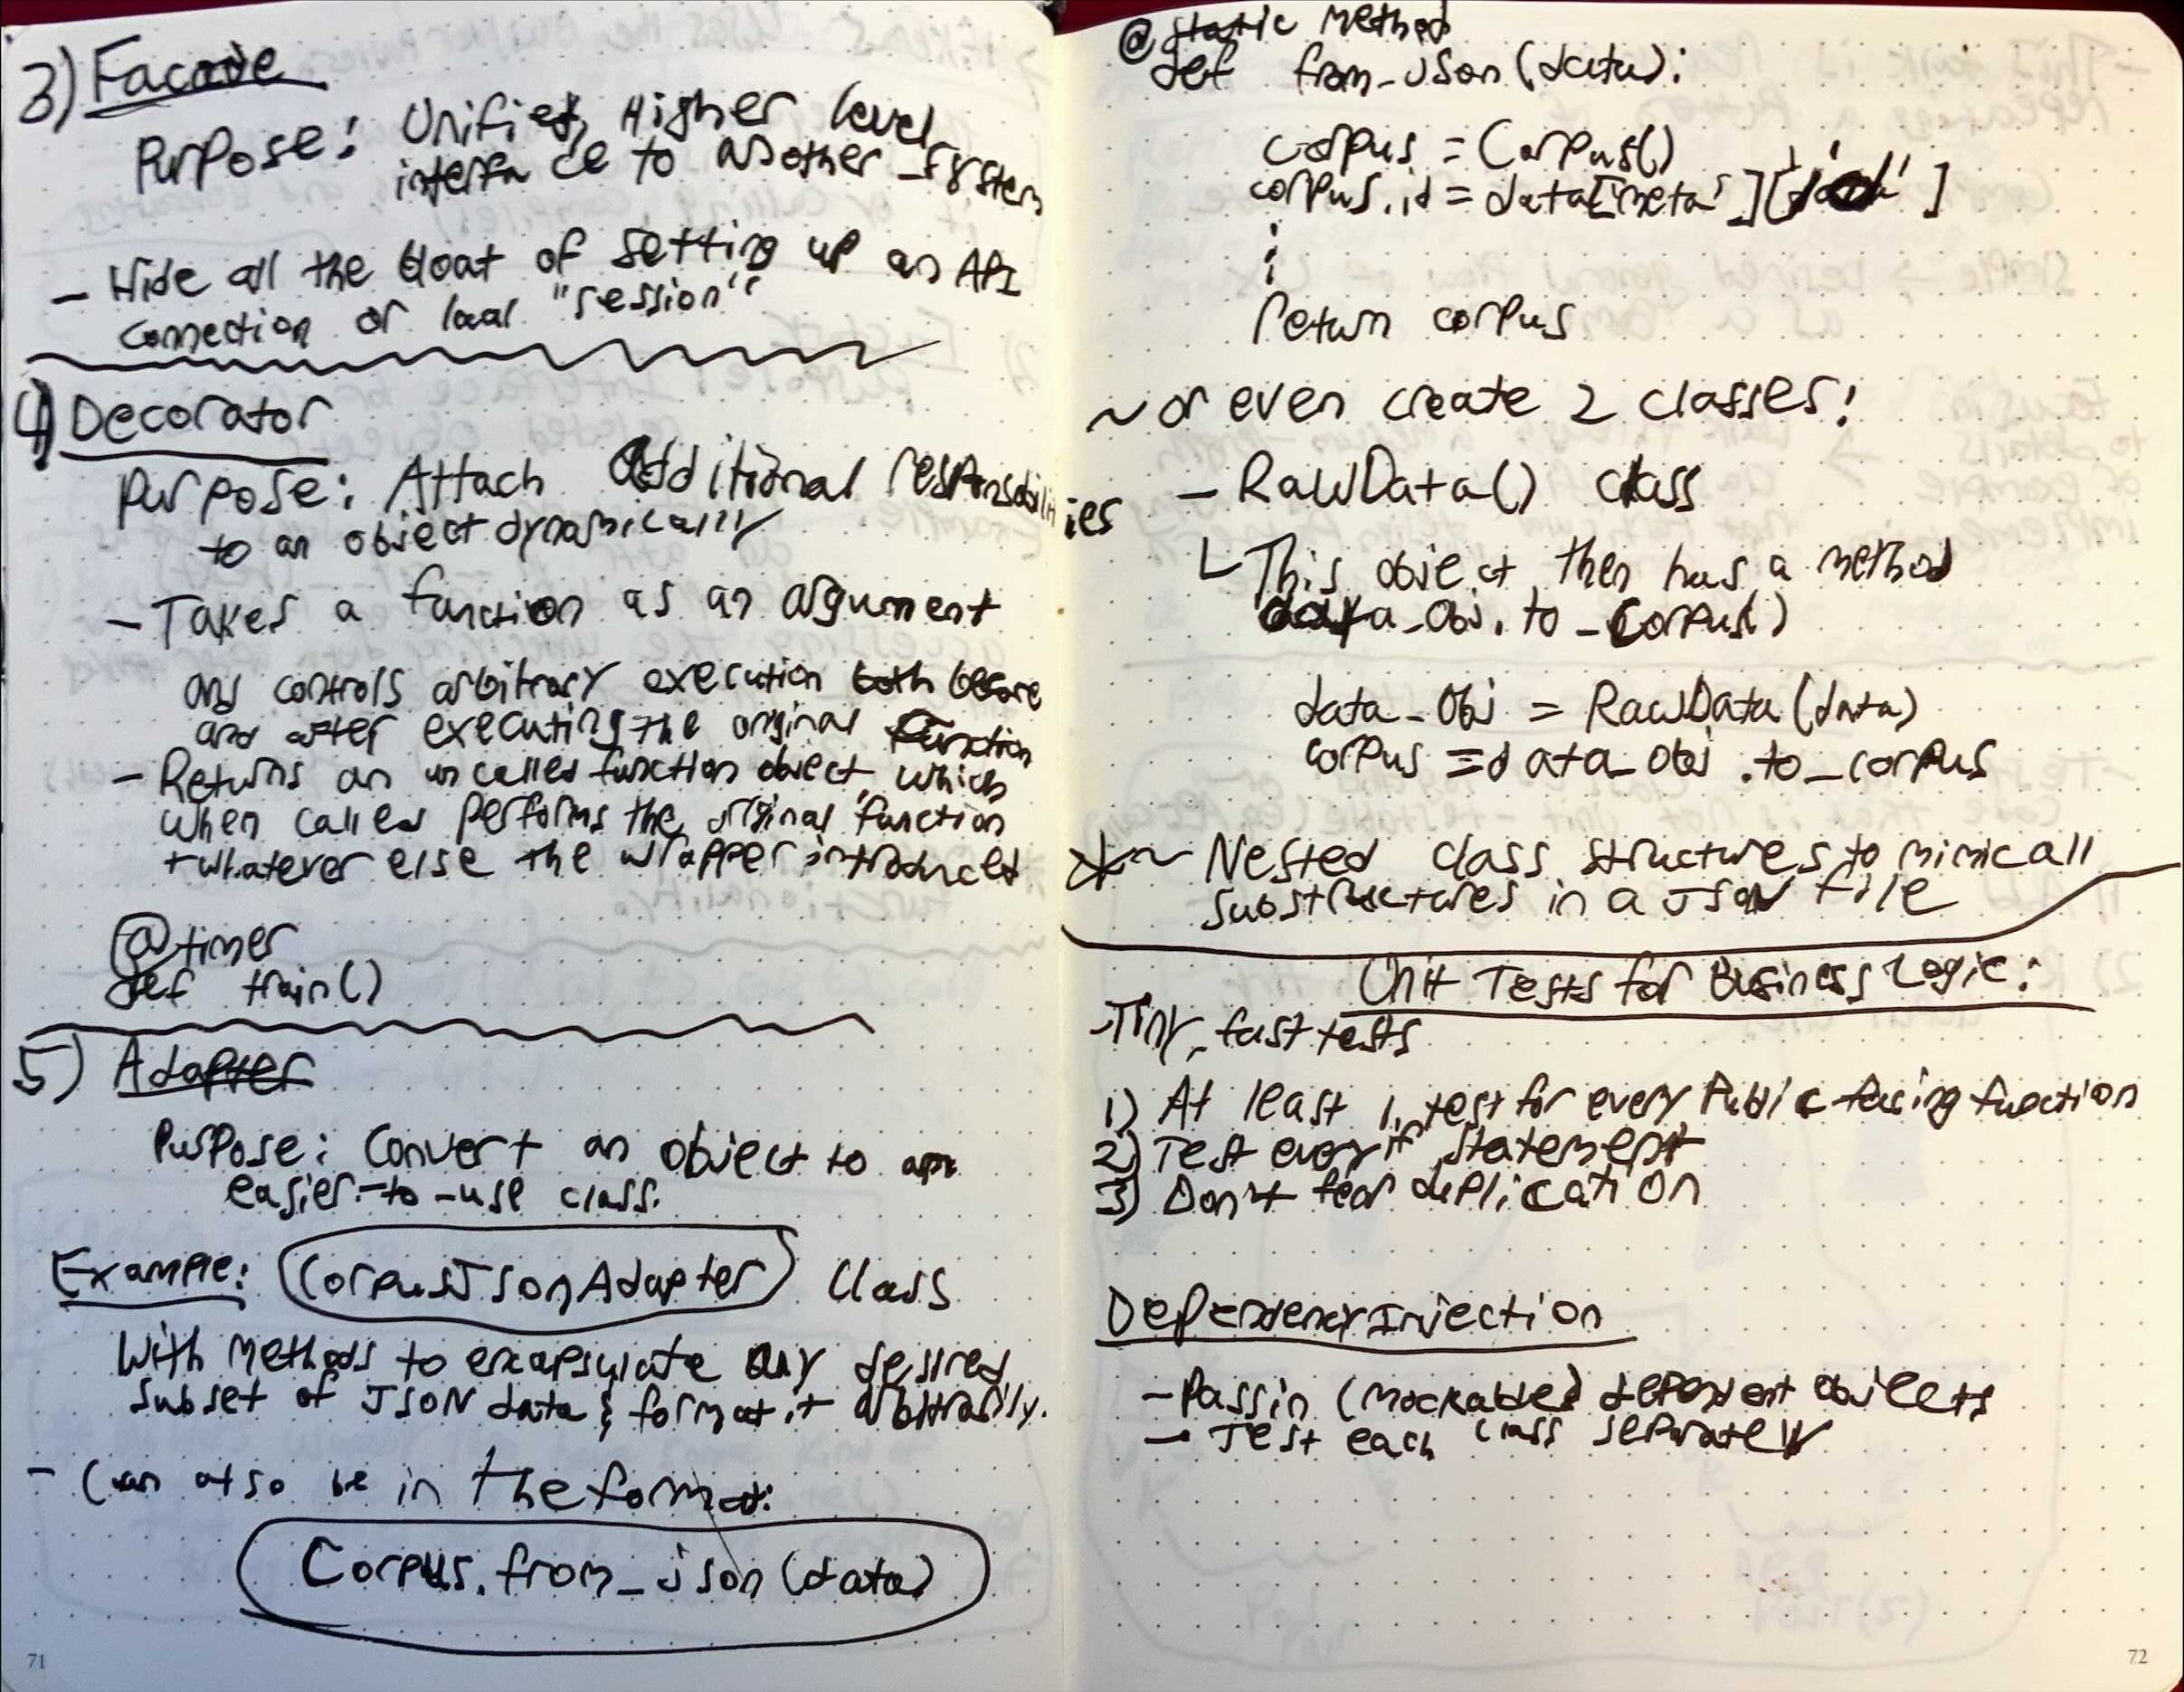 3) Facade
Purpose: Unified, Higher level
interface to another system
- Hide all the bloat of setting up an API
connection or local "session"
4) Decorator
Purpose: Attach additional responsibilities
to an object dynamically
- Takes a function as an argument
and controls arbitrary execution both before
and after executing the original function
- Returns an uncalled function object, which
when called performs the original function
+ whatever else the wrapper introduced
@timer
def train()
5) Adapter
Purpose: Convert an object to an
easier-to-use class.
Example: CorpusJsonAdapter Class
With methods to encapsulate any desired
subset of JSON data & format it arbitrarily.
- Can also be in the format:
Corpus.from_json(data)
71
@static method
def from_json(data):
corpus = Corpus()
corpus.id = data['meta']['id']
:
return corpus
~ or even create 2 classes!
- RawData() class
This object then has a method
data_obj.to_corpus()
data_obj = RawData(data)
corpus = data_obj.to_corpus
*~ Nested class structures to mimic all
substructures in a JSON file
Unit Tests for Business Logic:
- Tiny, fast tests
1) At least 1 test for every public facing function
2) Test every if statement
3) Don't fear duplication
Dependency Injection
- Pass in (mockable) dependent objects
- Test each class separately
72